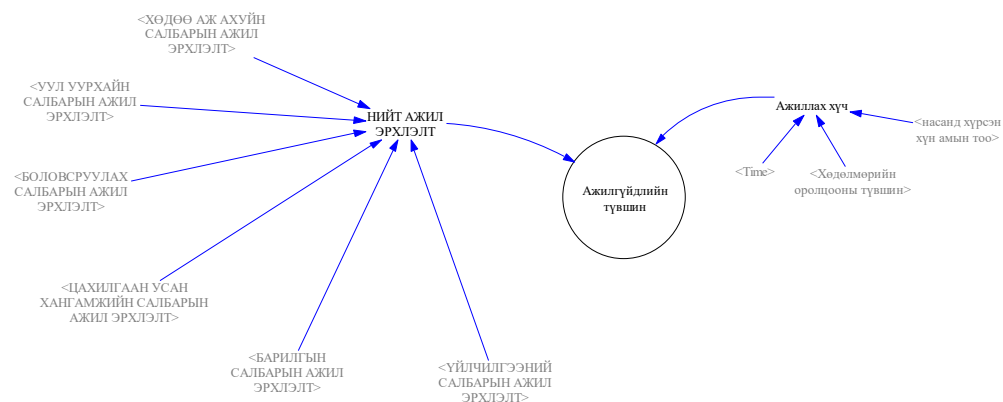 <ХӨДӨӨ АЖ АХУЙН
САЛБАРЫН АЖИЛ
ЭРХЛЭЛТ>
<УУЛ УУРХАЙН
САЛБАРЫН АЖИЛ
ЭРХЛЭЛТ>
НИЙТ АЖИЛ
ЭРХЛЭЛТ
Ажиллах хүч
<насанд хүрсэн
хүн амын тоо>
<БОЛОВСРУУЛАХ
САЛБАРЫН АЖИЛ
ЭРХЛЭЛТ>
Ажилгүйдлийн
түвшин
<Time>
<Хөдөлмөрийн
оролцооны түвшин>
<ЦАХИЛГААН УСАН
ХАНГАМЖИЙН САЛБАРЫН
АЖИЛ ЭРХЛЭЛТ>
<БАРИЛГЫН
САЛБАРЫН АЖИЛ
ЭРХЛЭЛТ>
<ҮЙЛЧИЛГЭЭНИЙ
САЛБАРЫН АЖИЛ
ЭРХЛЭЛТ>